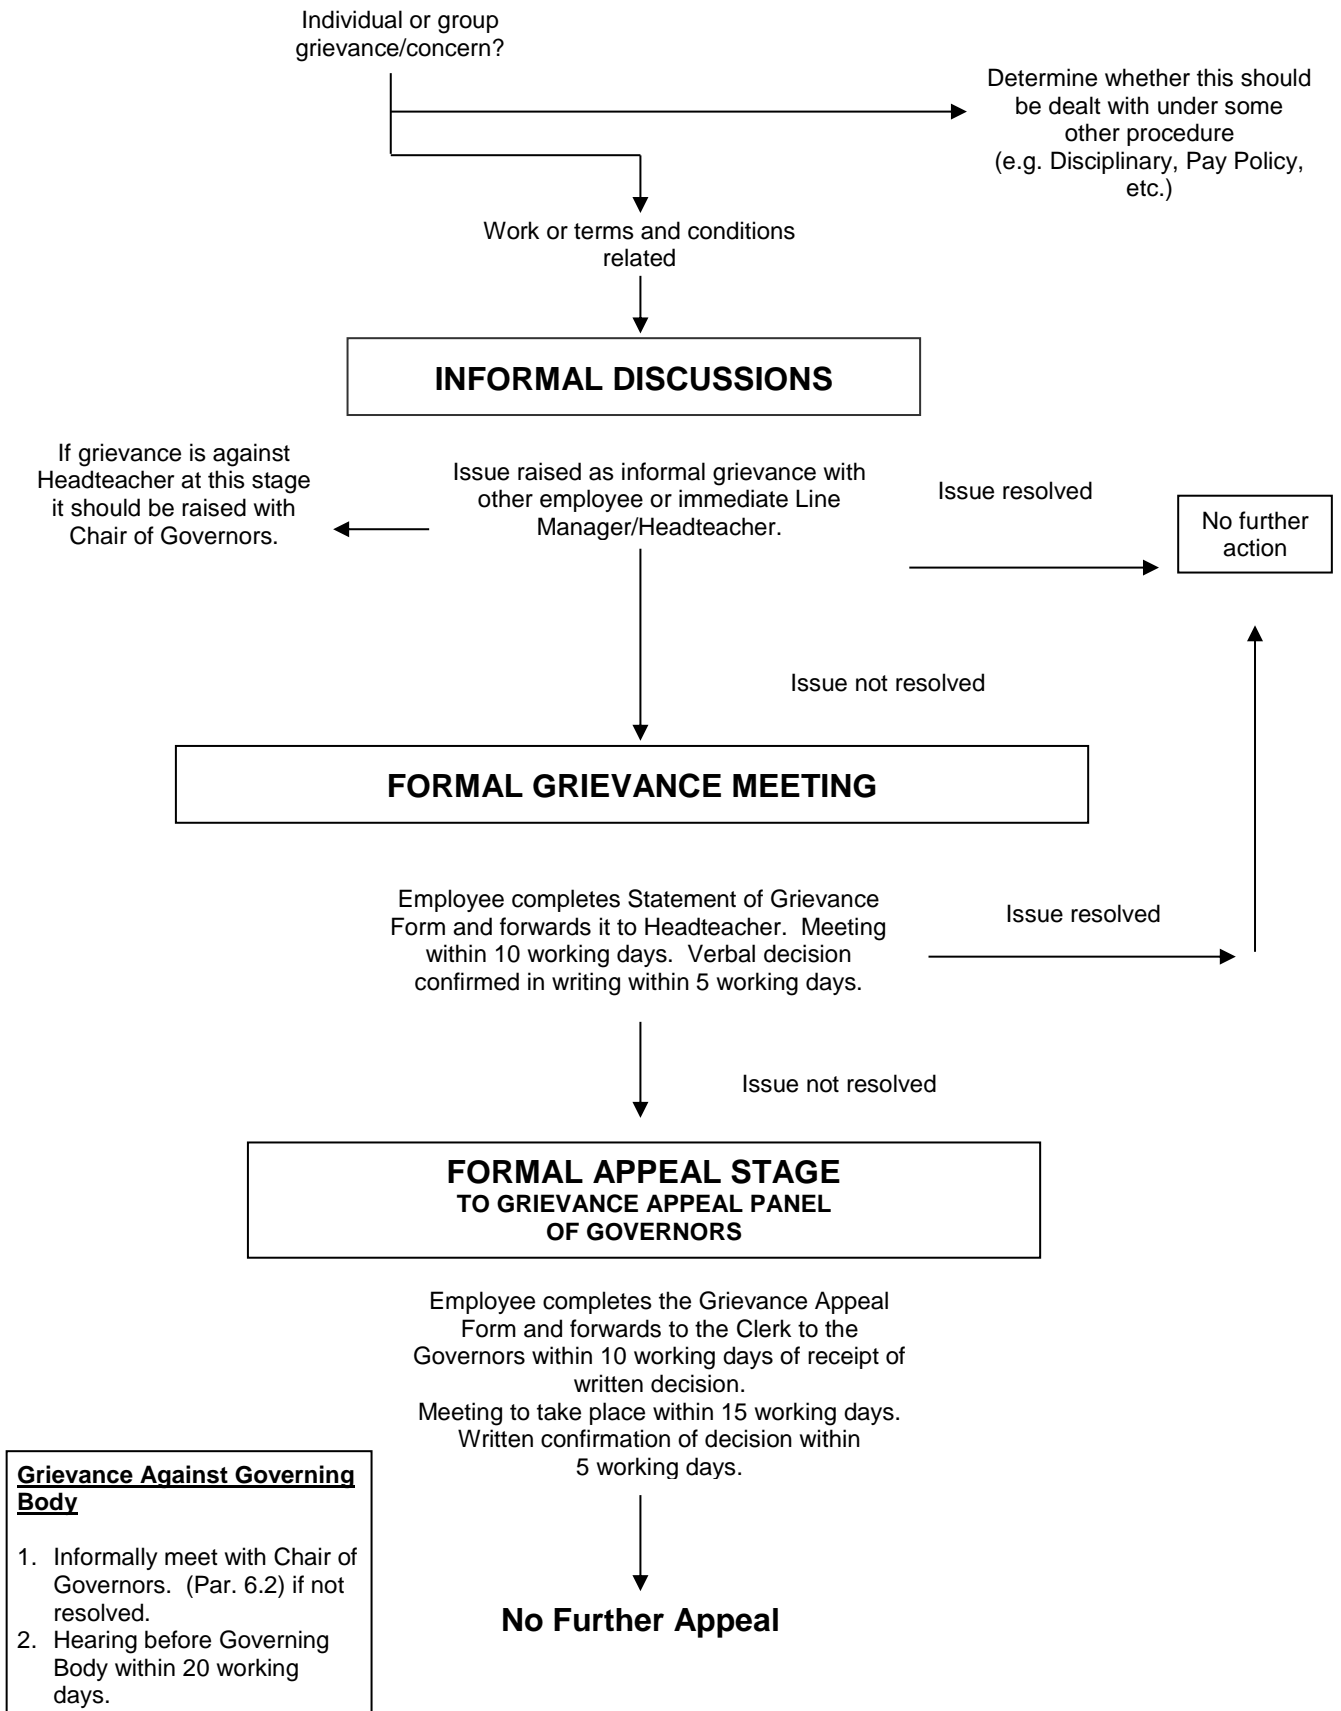 Individual or group
grievance/concern?
Determine whether this should
be dealt with under some
other procedure
(e.g. Disciplinary, Pay Policy,
etc.)
Work or terms and conditions
related
INFORMAL DISCUSSIONS
If grievance is against
Headteacher at this stage
it should be raised with
Chair of Governors.
Issue raised as informal grievance with
other employee or immediate Line
Manager/Headteacher.
Issue resolved
No further
action
Issue not resolved
FORMAL GRIEVANCE MEETING
Employee completes Statement of Grievance
Form and forwards it to Headteacher. Meeting
within 10 working days. Verbal decision
confirmed in writing within 5 working days.
Issue resolved
Issue not resolved
FORMAL APPEAL STAGE
TO GRIEVANCE APPEAL PANEL
OF GOVERNORS
Employee completes the Grievance Appeal
Form and forwards to the Clerk to the
Governors within 10 working days of receipt of
written decision.
Meeting to take place within 15 working days.
Written confirmation of decision within
5 working days.
No Further Appeal
Grievance Against Governing
Body
1. Informally meet with Chair of
Governors. (Par. 6.2) if not
resolved.
2. Hearing before Governing
Body within 20 working
days.